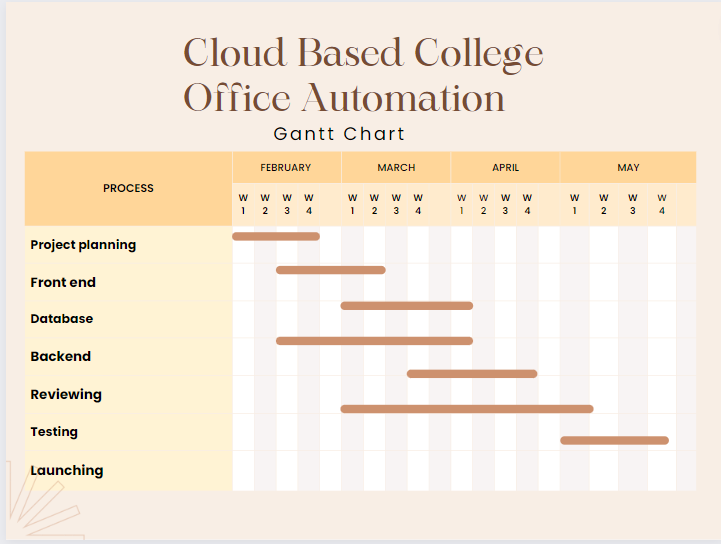 Cloud Based College
Office Automation
Gantt Chart
PROCESS
FEBRUARY MARCH APRIL MAY
W W W W W W W W W W W W W W W W
1 2 3 4 1 2 3 4 1 2 3 4 1 2 3 4
Project planning
Front end
Database
Backend
Reviewing
Testing
Launching